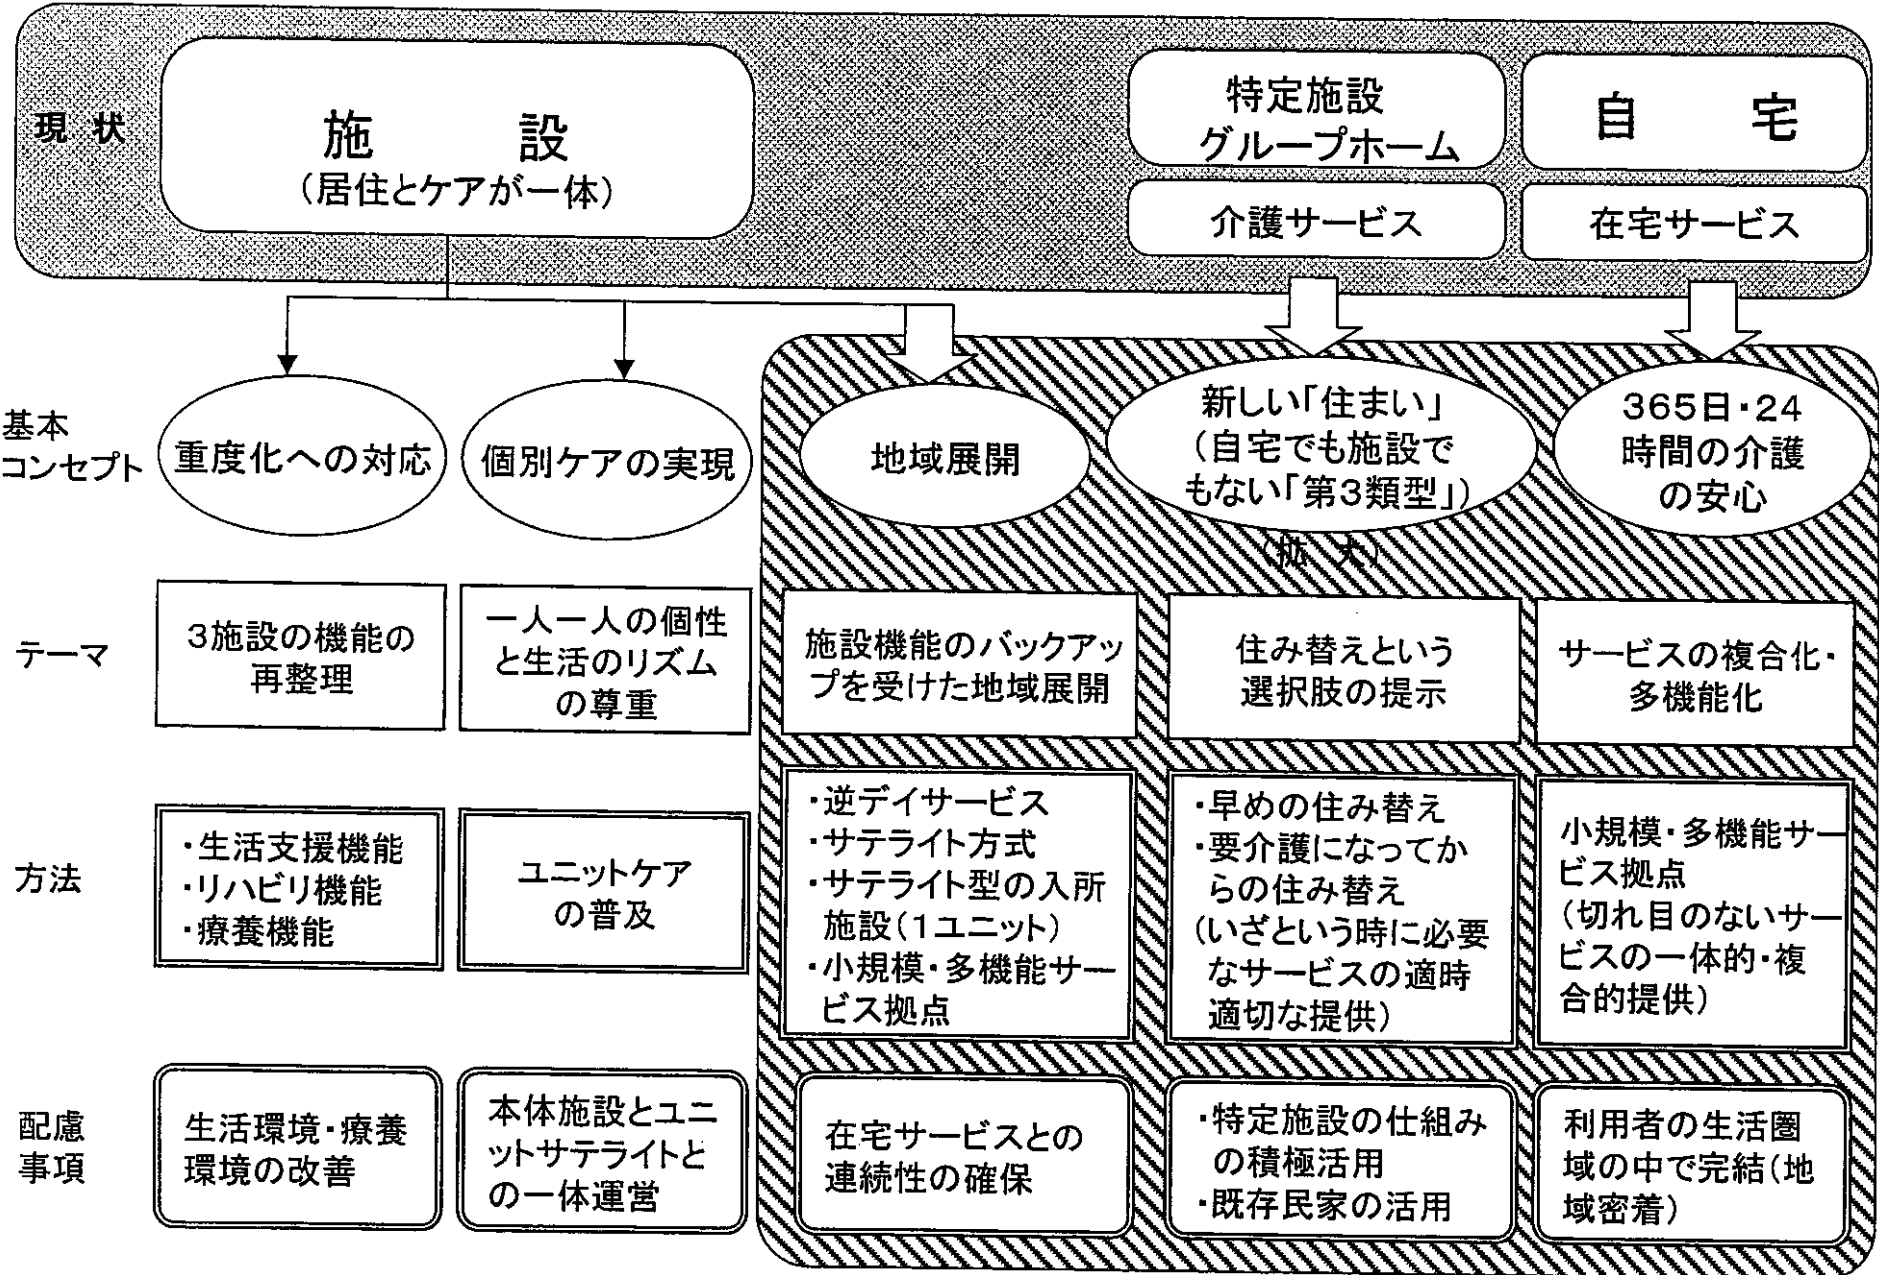 現 状
施 設
(居住とケアが一体)
特定施設
グループホーム
介護サービス
自 宅
在宅サービス
基本
コンセプト
重度化への対応
個別ケアの実現
地域展開
新しい「住まい」
(自宅でも施設で
もない「第3類型」)
(拡 大)
365日・24
時間の介護
の安心
テーマ
3施設の機能の
再整理
一人一人の個性
と生活のリズム
の尊重
施設機能のバックアッ
プを受けた地域展開
住み替えという
選択肢の提示
サービスの複合化・
多機能化
方法
・生活支援機能
・リハビリ機能
・療養機能
ユニットケア
の普及
・逆デイサービス
・サテライト方式
・サテライト型の入所
施設(1ユニット)
・小規模・多機能サー
ビス拠点
・早めの住み替え
・要介護になってか
らの住み替え
(いざという時に必要
なサービスの適時
適切な提供)
小規模・多機能サー
ビス拠点
(切れ目のないサー
ビスの一体的・複
合的提供)
配慮
事項
生活環境・療養
環境の改善
本体施設とユニ
ットサテライトと
の一体運営
在宅サービスとの
連続性の確保
・特定施設の仕組み
の積極活用
・既存民家の活用
利用者の生活圏
域の中で完結(地
域密着)